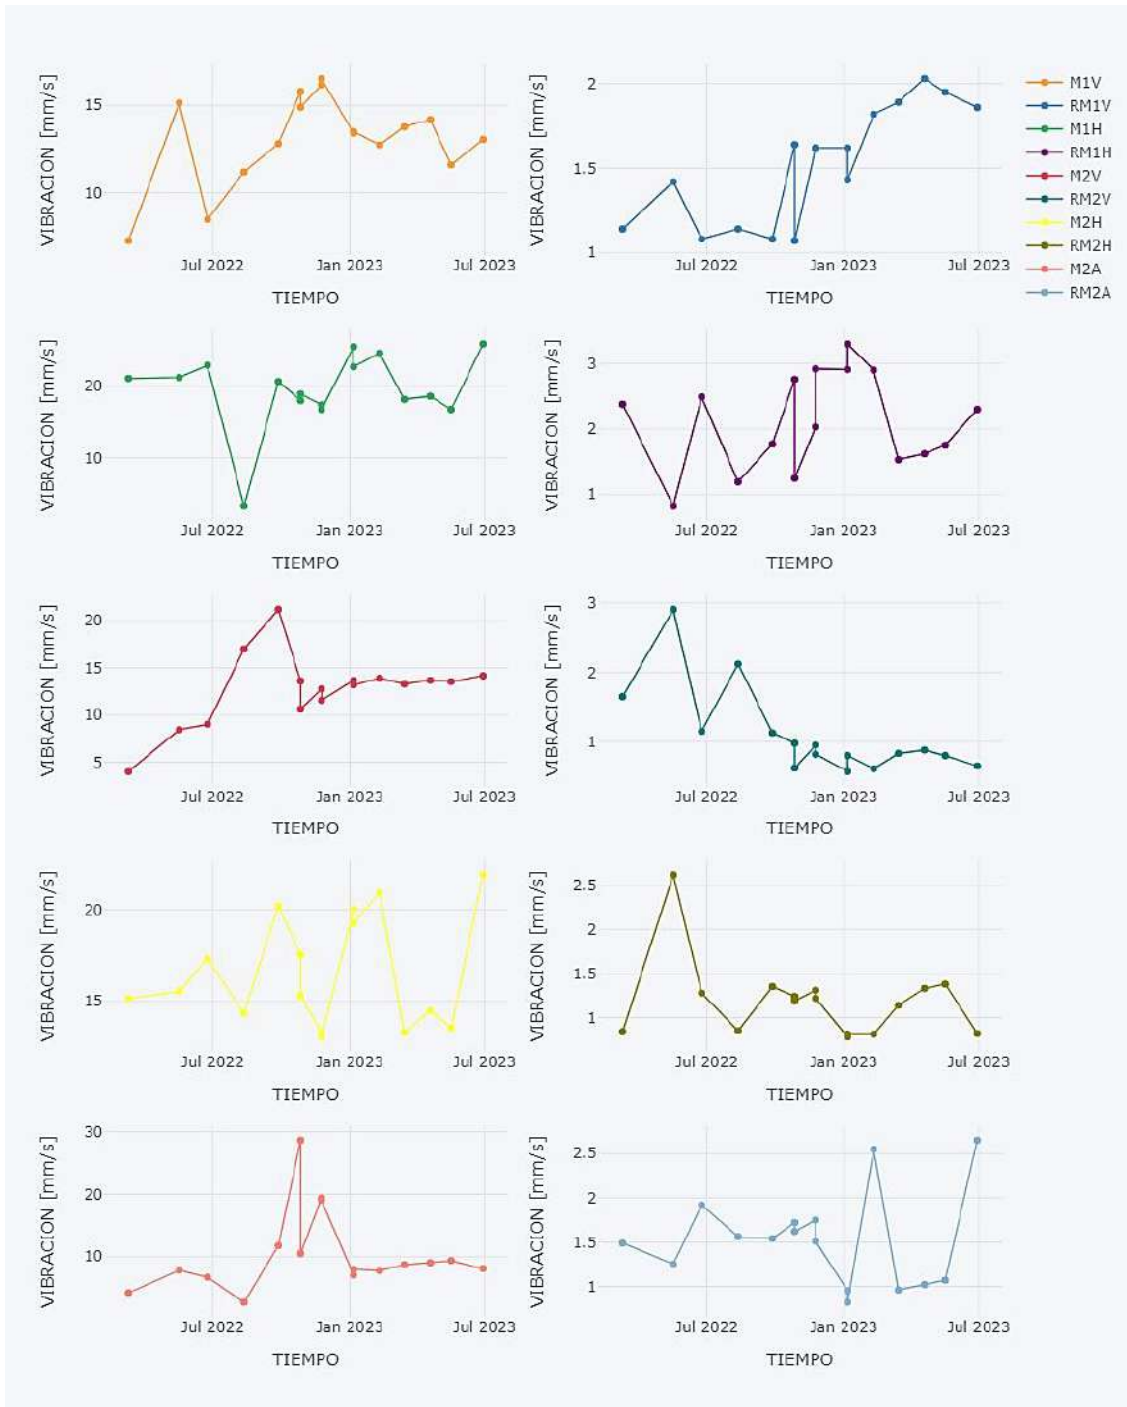 VIBRACION [mm/s]
15
10
Jul 2022
Jan 2023
Jul 2023
TIEMPO
VIBRACION [mm/s]
2
1.5
1
Jul 2022
Jan 2023
Jul 2023
TIEMPO
M1V
RM1V
M1H
RM1H
M2V
RM2V
M2H
RM2H
M2A
RM2A
VIBRACION [mm/s]
20
10
Jul 2022
Jan 2023
Jul 2023
TIEMPO
VIBRACION [mm/s]
3
2
1
Jul 2022
Jan 2023
Jul 2023
TIEMPO
VIBRACION [mm/s]
20
15
10
5
Jul 2022
Jan 2023
Jul 2023
TIEMPO
VIBRACION [mm/s]
3
2
1
Jul 2022
Jan 2023
Jul 2023
TIEMPO
VIBRACION [mm/s]
20
15
Jul 2022
Jan 2023
Jul 2023
TIEMPO
VIBRACION [mm/s]
2.5
2
1.5
1
Jul 2022
Jan 2023
Jul 2023
TIEMPO
VIBRACION [mm/s]
30
20
10
Jul 2022
Jan 2023
Jul 2023
TIEMPO
VIBRACION [mm/s]
2.5
2
1.5
1
Jul 2022
Jan 2023
Jul 2023
TIEMPO